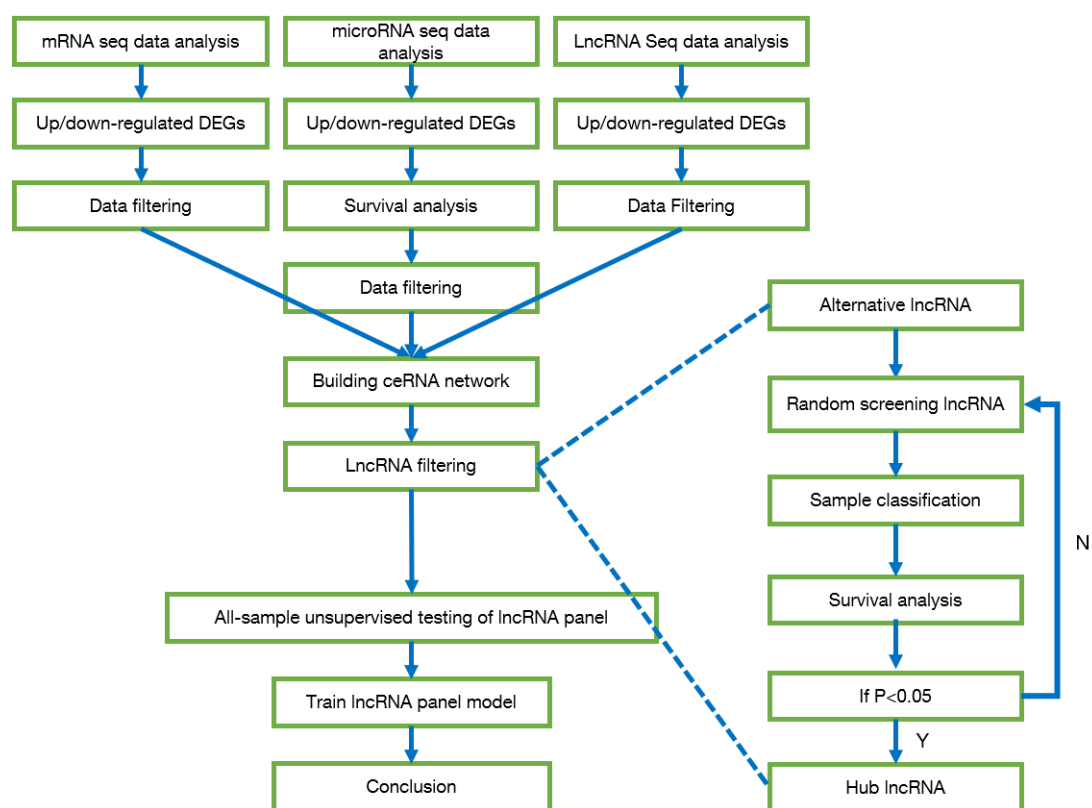 mRNA seq data analysis
microRNA seq data
analysis
LncRNA Seq data analysis
Up/down-regulated DEGs
Up/down-regulated DEGs
Up/down-regulated DEGs
Data filtering
Survival analysis
Data Filtering
Data filtering
Building ceRNA network
LncRNA filtering
All-sample unsupervised testing of lncRNA panel
Train lncRNA panel model
Conclusion
Alternative lncRNA
Random screening lncRNA
Sample classification
Survival analysis
If P<0.05
N
Y
Hub lncRNA